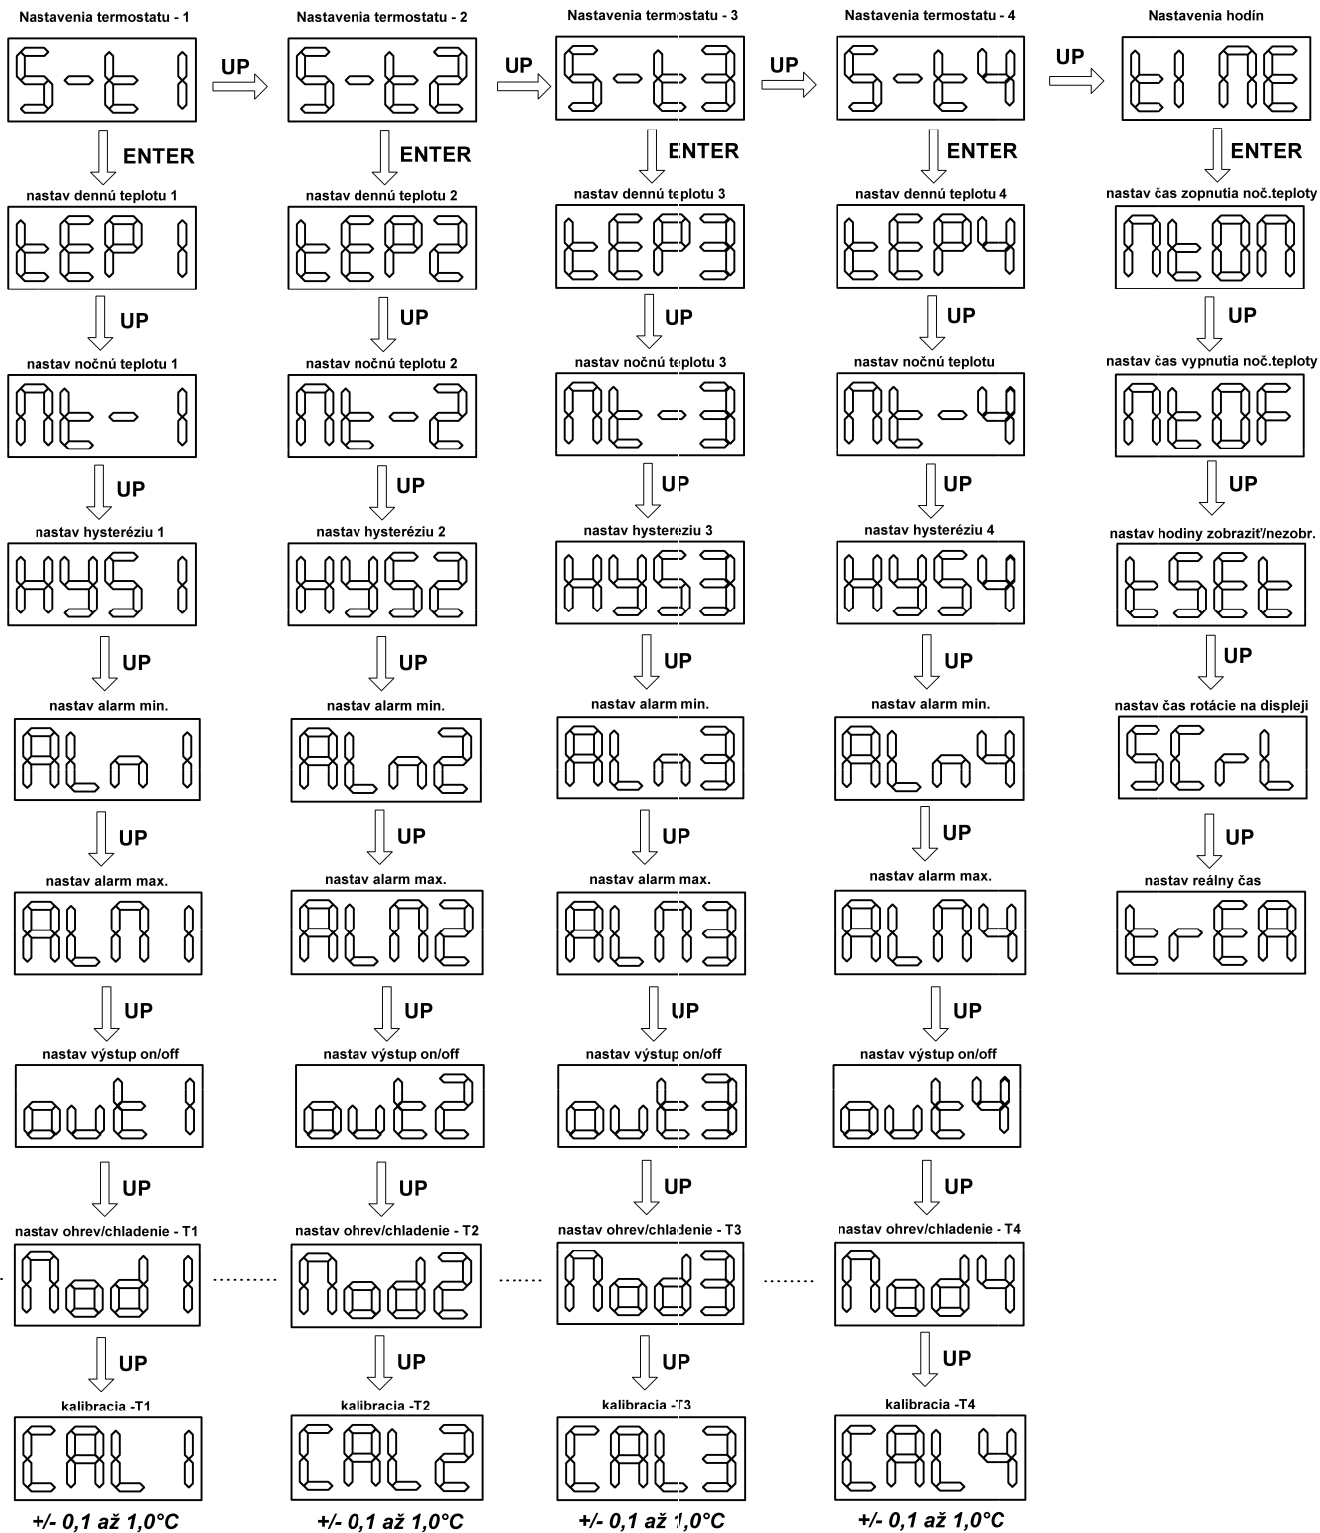 Nastavenia termostatu - 1
Nastavenia termostatu - 2
Nastavenia termostatu - 3
Nastavenia termostatu - 4
Nastavenia hodín
S-t1
UP
S-t2
UP
S-t3
UP
S-t4
UP
tIME
ENTER
ENTER
ENTER
ENTER
ENTER
nastav dennú teplotu 1
nastav dennú teplotu 2
nastav dennú teplotu 3
nastav dennú teplotu 4
nastav čas zopnutia noč.teploty
tEP1
tEP2
tEP3
tEP4
NtON
UP
UP
UP
UP
UP
nastav nočnú teplotu 1
nastav nočnú teplotu 2
nastav nočnú teplotu 3
nastav nočnú teplotu
nastav čas vypnutia noč.teploty
Nt-1
Nt-2
Nt-3
Nt-4
NtOF
UP
UP
UP
UP
UP
nastav hysteréziu 1
nastav hysteréziu 2
nastav hysteréziu 3
nastav hysteréziu 4
nastav hodiny zobraziť/nezobr.
HYS1
HYS2
HYS3
HYS4
tSEt
UP
UP
UP
UP
UP
nastav alarm min.
nastav alarm min.
nastav alarm min.
nastav alarm min.
nastav čas rotácie na displeji
ALn1
ALn2
ALn3
ALn4
SCrL
UP
UP
UP
UP
UP
nastav alarm max.
nastav alarm max.
nastav alarm max.
nastav alarm max.
nastav reálny čas
ALM1
ALM2
ALM3
ALM4
trEA
UP
UP
UP
UP
nastav výstup on/off
nastav výstup on/off
nastav výstup on/off
nastav výstup on/off
out1
out2
out3
out4
UP
UP
UP
UP
nastav ohrev/chladenie - T1
nastav ohrev/chladenie - T2
nastav ohrev/chladenie - T3
nastav ohrev/chladenie - T4
Mod1
Mod2
Mod3
Mod4
UP
UP
UP
UP
kalibracia -T1
kalibracia -T2
kalibracia -T3
kalibracia -T4
CAL1
CAL2
CAL3
CAL4
+/- 0,1 až 1,0°C
+/- 0,1 až 1,0°C
+/- 0,1 až 1,0°C
+/- 0,1 až 1,0°C